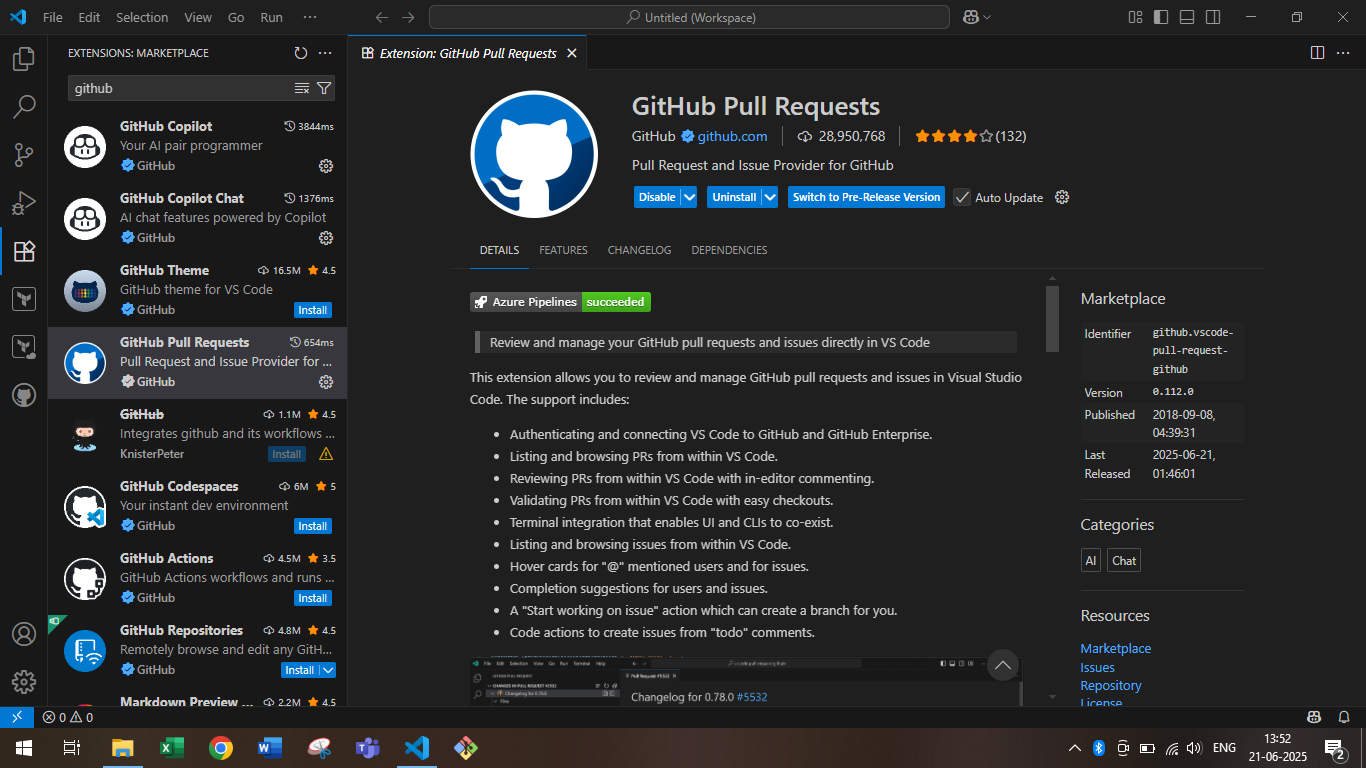 File Edit Selection View Go Run ···
Untitled (Workspace)
EXTENSIONS: MARKETPLACE
github
GitHub Copilot 3844ms
Your AI pair programmer
GitHub
GitHub Copilot Chat 1376ms
AI chat features powered by Copilot
GitHub
GitHub Theme 16.5M 4.5
GitHub theme for VS Code
GitHub Install
GitHub Pull Requests 654ms
Pull Request and Issue Provider for ...
GitHub
GitHub 1.1M 4.5
Integrates github and its workflows ...
KnisterPeter Install
GitHub Codespaces 6M 5
Your instant dev environment
GitHub Install
GitHub Actions 4.5M 3.5
GitHub Actions workflows and runs ...
GitHub Install
GitHub Repositories 4.8M 4.5
Remotely browse and edit any GitH...
GitHub Install
Markdown Preview ... 2.2M 4.5
Extension: GitHub Pull Requests
GitHub Pull Requests
GitHub github.com 28,950,768 (132)
Pull Request and Issue Provider for GitHub
Disable Uninstall Switch to Pre-Release Version Auto Update
DETAILS FEATURES CHANGELOG DEPENDENCIES
Azure Pipelines succeeded
Review and manage your GitHub pull requests and issues directly in VS Code
This extension allows you to review and manage GitHub pull requests and issues in Visual Studio
Code. The support includes:
• Authenticating and connecting VS Code to GitHub and GitHub Enterprise.
• Listing and browsing PRs from within VS Code.
• Reviewing PRs from within VS Code with in-editor commenting.
• Validating PRs from within VS Code with easy checkouts.
• Terminal integration that enables UI and CLIs to co-exist.
• Listing and browsing issues from within VS Code.
• Hover cards for "@" mentioned users and for issues.
• Completion suggestions for users and issues.
• A "Start working on issue" action which can create a branch for you.
• Code actions to create issues from "todo" comments.
File Edit Selection View Go Run Terminal Help
Changelog for 0.78.0 #5532
Marketplace
Identifier github.vscode-
pull-request-
github
Version 0.112.0
Published 2018-09-08,
04:39:31
Last 2025-06-21,
Released 01:46:01
Categories
AI Chat
Resources
Marketplace
Issues
Repository
License
0 0
ENG
13:52
21-06-2025
2